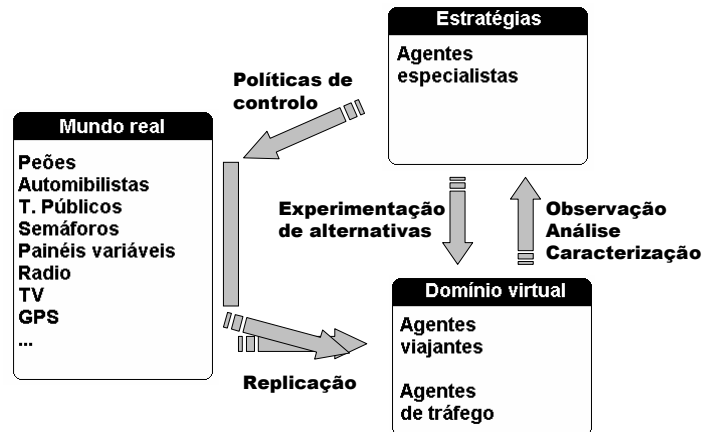 Estratégias
Agentes
especialistas
Políticas de
controlo
Mundo real
Peões
Automibilistas
T. Públicos
Semáforos
Painéis variáveis
Radio
TV
GPS
...
Experimentação
de alternativas
Observação
Análise
Caracterização
Domínio virtual
Agentes
viajantes
Agentes
de tráfego
Replicação